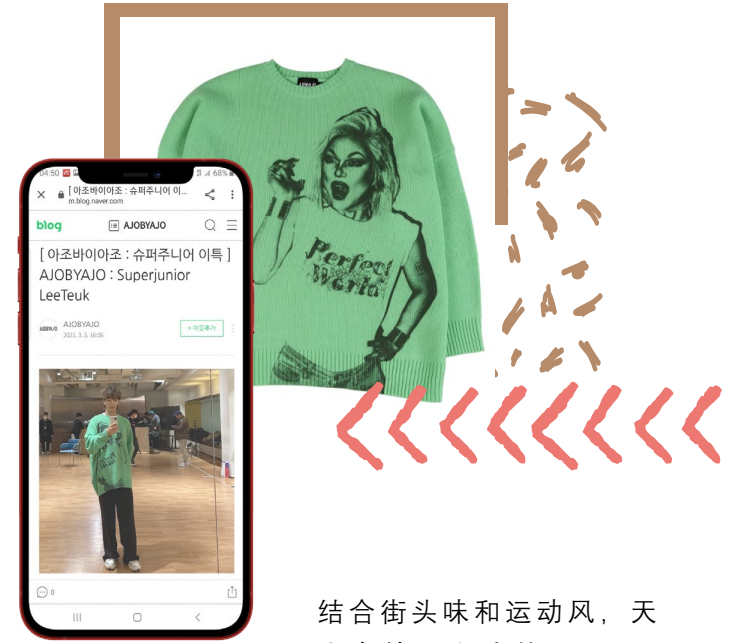 04:50
68%
[ 아조바이아조 : 슈퍼주니어 이...
m.blog.naver.com
blog
AJOBYAJO
[ 아조바이아조 : 슈퍼주니어 이특 ]
AJOBYAJO : Superjunior
LeeTeuk
AJOBYAJO
AJOBYAJO
2021. 3. 3. 16:06
+ 이웃추가
0
Perfect
World
结合街头味和运动风，天